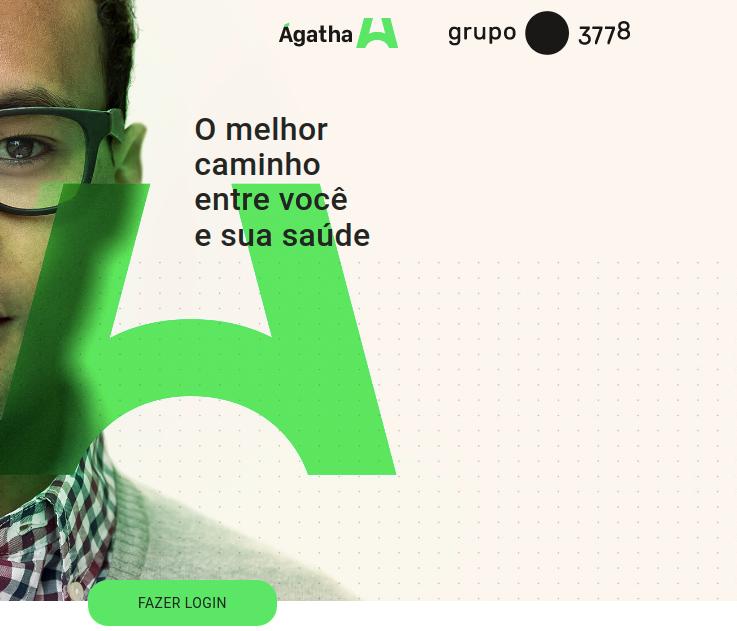 Ágatha
grupo 3778
O melhor
caminho
entre você
e sua saúde
FAZER LOGIN